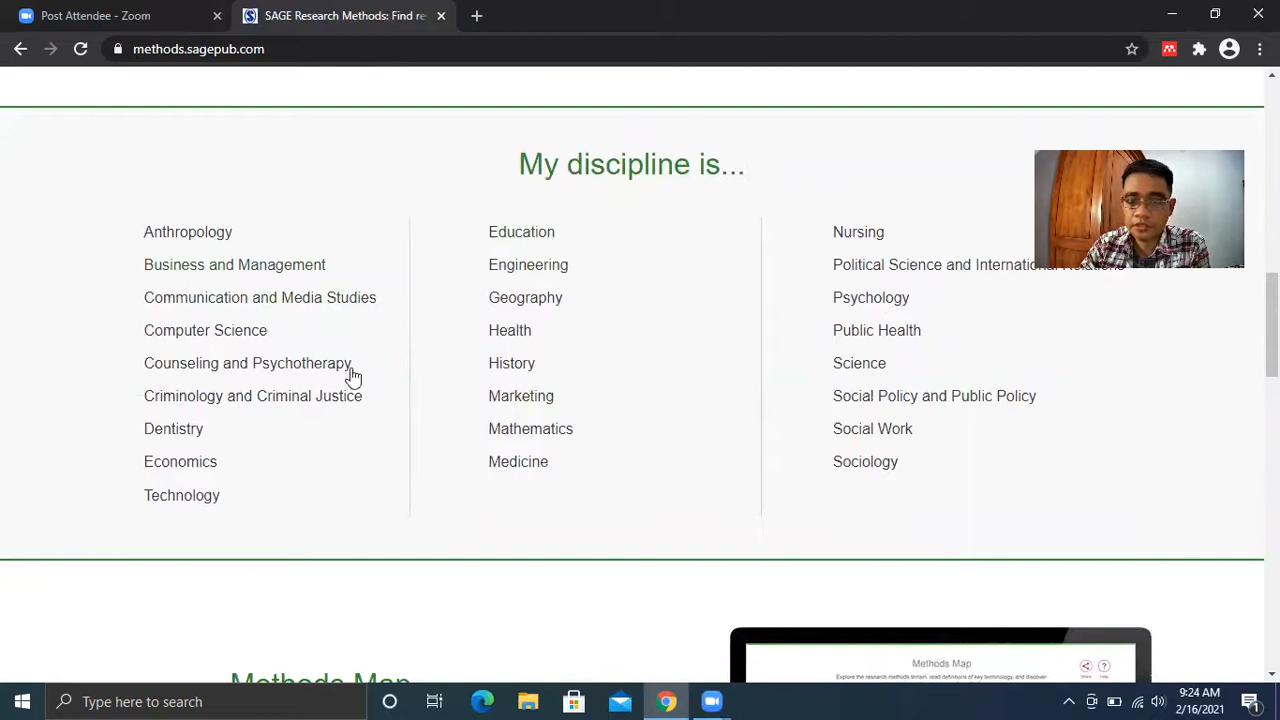 Post Attendee - Zoom
SAGE Research Methods: Find re
methods.sagepub.com
My discipline is...
Anthropology
Business and Management
Communication and Media Studies
Computer Science
Counseling and Psychotherapy
Criminology and Criminal Justice
Dentistry
Economics
Technology
Education
Engineering
Geography
Health
History
Marketing
Mathematics
Medicine
Nursing
Political Science and International Relations
Psychology
Public Health
Science
Social Policy and Public Policy
Social Work
Sociology
Methods Map
Methods Map
Explore the research methods terrain, read definitions of key terminology, and discover
Share
Help
Type here to search
9:24 AM
2/16/2021
1